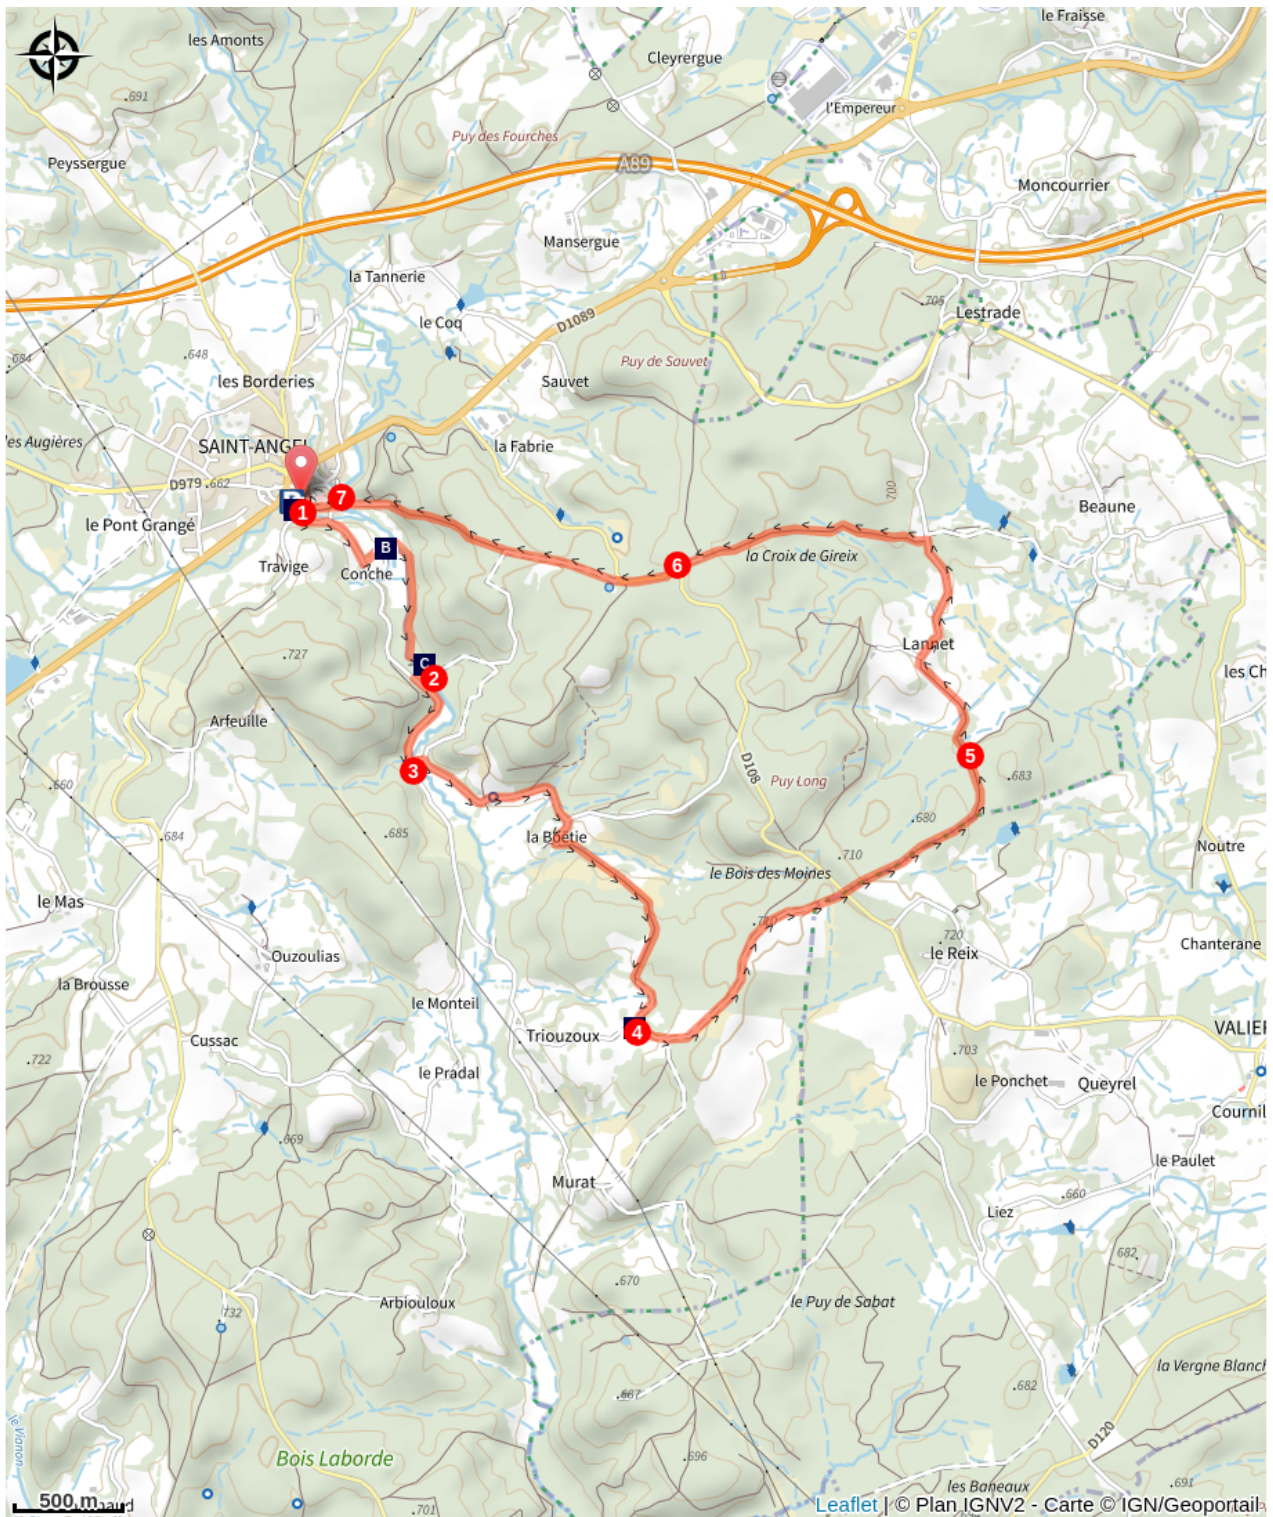 le Fraisse
les Amonts
Cleyrergue
.691
l'Empereur
Puy des Fourches
Peyssergue
A89
Moncourrier
Mansergue
la Tannerie
.705
Lestrade
le Coq
D1089
684
.648
Puy de Sauvet
les Borderies
Sauvet
les Augières
SAINT-ANGEL
la Fabrie
D979
.662
700
7
1
Beaune
le Pont Grangé
B
la Croix de Gireix
Travige
Conche
6
Lannet
.727
C
2
les Ch
Arfeuille
5
D108
3
.683
Puy Long
.660
.680
.684
.685
la Boëtie
Noutre
.710
le Bois des Moines
le Mas
.720
Chanterane
le Reix
Ouzoulias
la Brousse
le Monteil
4
Triouzoux
VALIER
Cussac
.722
.703
le Pradal
le Ponchet
Queyrel
Cournil
.669
le Paulet
Murat
.660
Liez
682
.670
Arbiouloux
le Puy de Sabat
732
la Vergne Blanch
.682
.667
le Vianon
D120
Bois Laborde
.696
.691
les Baneaux
500 m
.701
Leaflet | © Plan IGNV2 - Carte © IGN/Geoportail